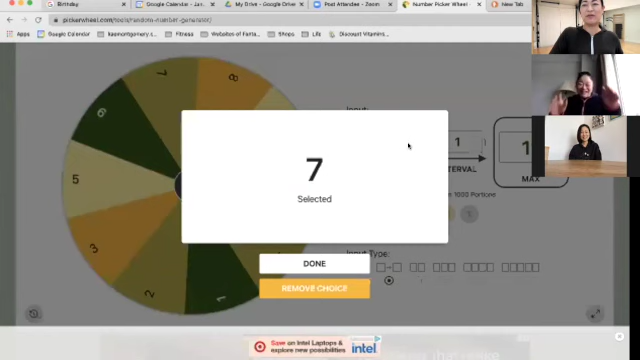 Birthday
Google Calendar - Jan
My Drive - Google Drive
Post Attendee - Zoom
Number Picker Wheel
New Tab
pickerwheel.com/tools/random-number-generator/
Apps
Google Calendar
Fitness
Stops
Life
Discount Vitamins...
7
8
6
5
3
2
1
Input:
1
1
INTERVAL
MAX
7
Selected
DONE
REMOVE CHOICE
Input Type:
Save on Intel Laptops &
explore new possibilities
intel